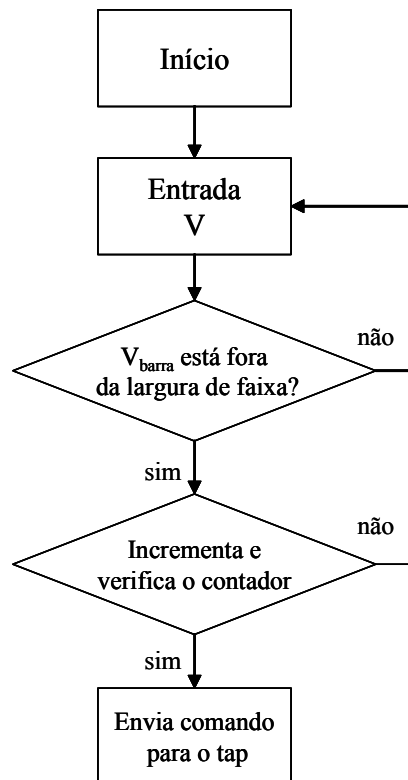 Início
Entrada
V
V_barra está fora
da largura de faixa?
não
sim
Incrementa e
verifica o contador
não
sim
Envia comando
para o tap